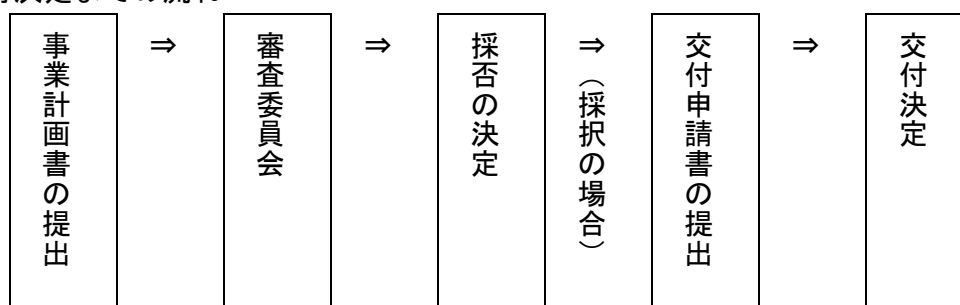 事業計画書の提出
⇒
審査委員会
⇒
採否の決定
⇒（採択の場合）
交付申請書の提出
⇒
交付決定